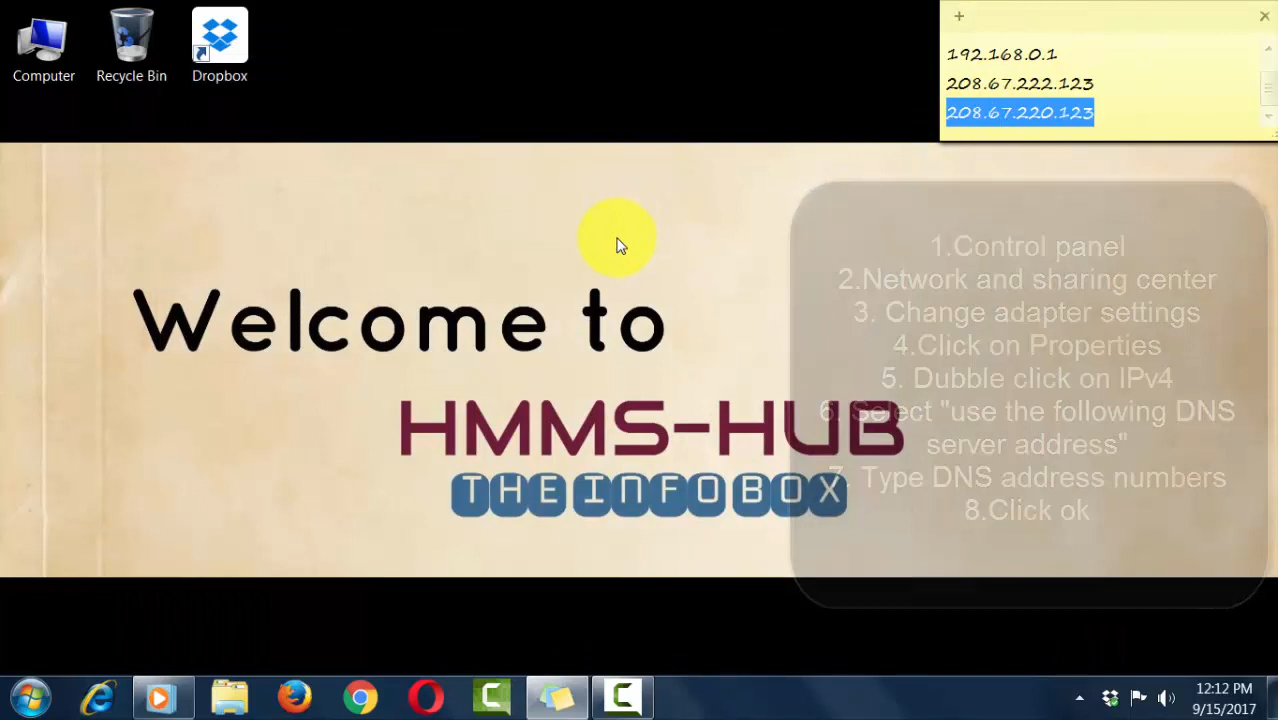 Computer
Recycle Bin
Dropbox
192.168.0.1
208.67.222.123
208.67.220.123
Welcome to
HMMS-HUB
THE INFO BOX
1.Control panel
2.Network and sharing center
3. Change adapter settings
4.Click on Properties
5. Dubble click on IPv4
6. Select "use the following DNS
server address"
7. Type DNS address numbers
8.Click ok
12:12 PM
9/15/2017